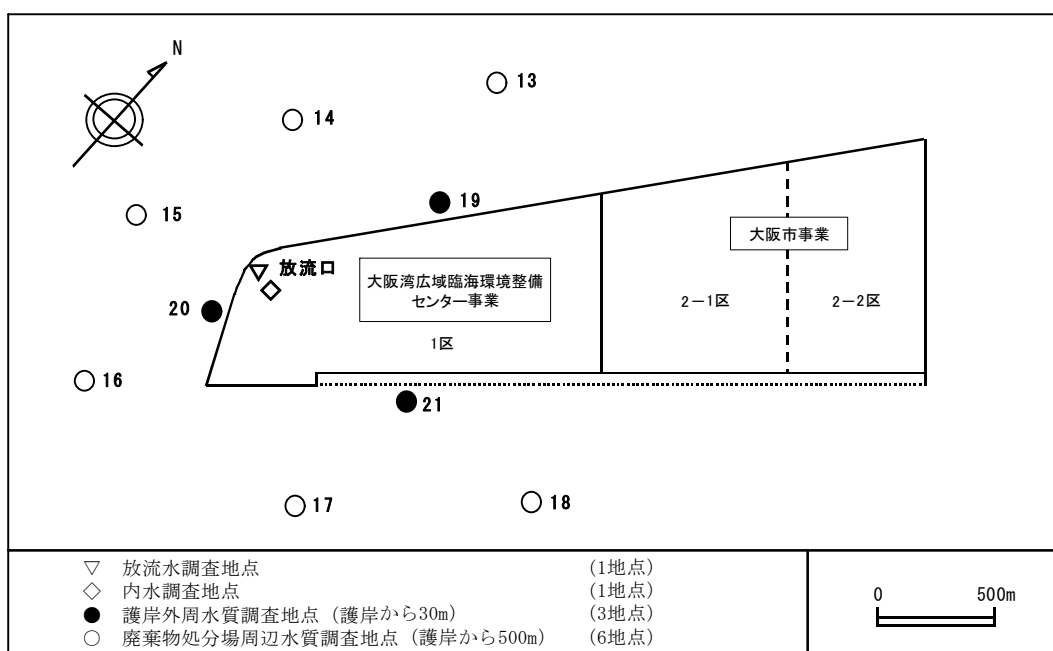 N
13
14
15
19
放流口
大阪市事業
大阪湾広域臨海環境整備
センター事業
20
2-1区
2-2区
1区
16
21
17
18
▽ 放流水調査地点 (1地点)
◇ 内水調査地点 (1地点)
● 護岸外周水質調査地点 (護岸から30m) (3地点)
○ 廃棄物処分場周辺水質調査地点 (護岸から500m) (6地点)
0 500m